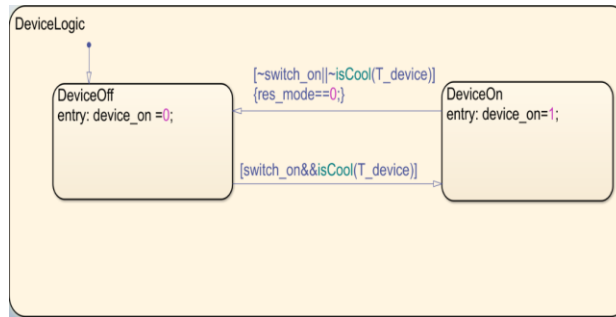 DeviceLogic
[~switch_on||~isCool(T_device)]
{res_mode==0;}
DeviceOff
entry: device_on =0;
DeviceOn
entry: device_on=1;
[switch_on&&isCool(T_device)]